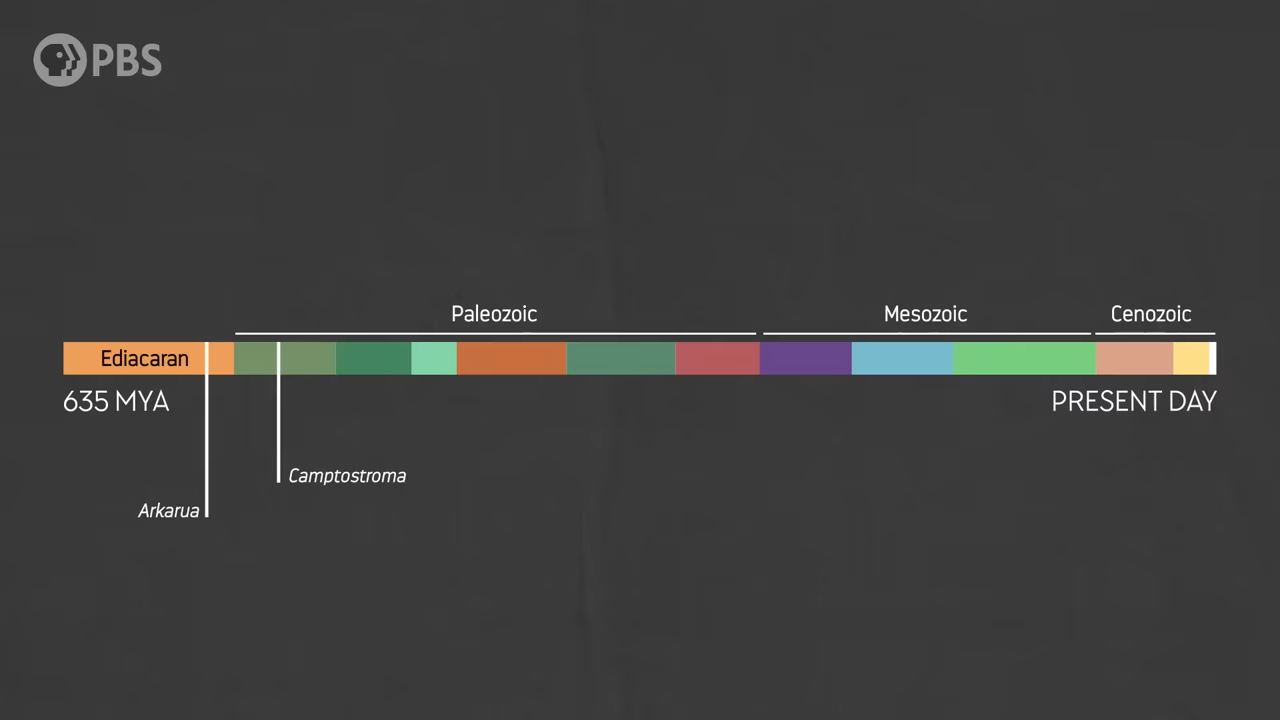 PBS
Paleozoic
Mesozoic
Cenozoic
Ediacaran
635 MYA
PRESENT DAY
Camptostroma
Arkarua